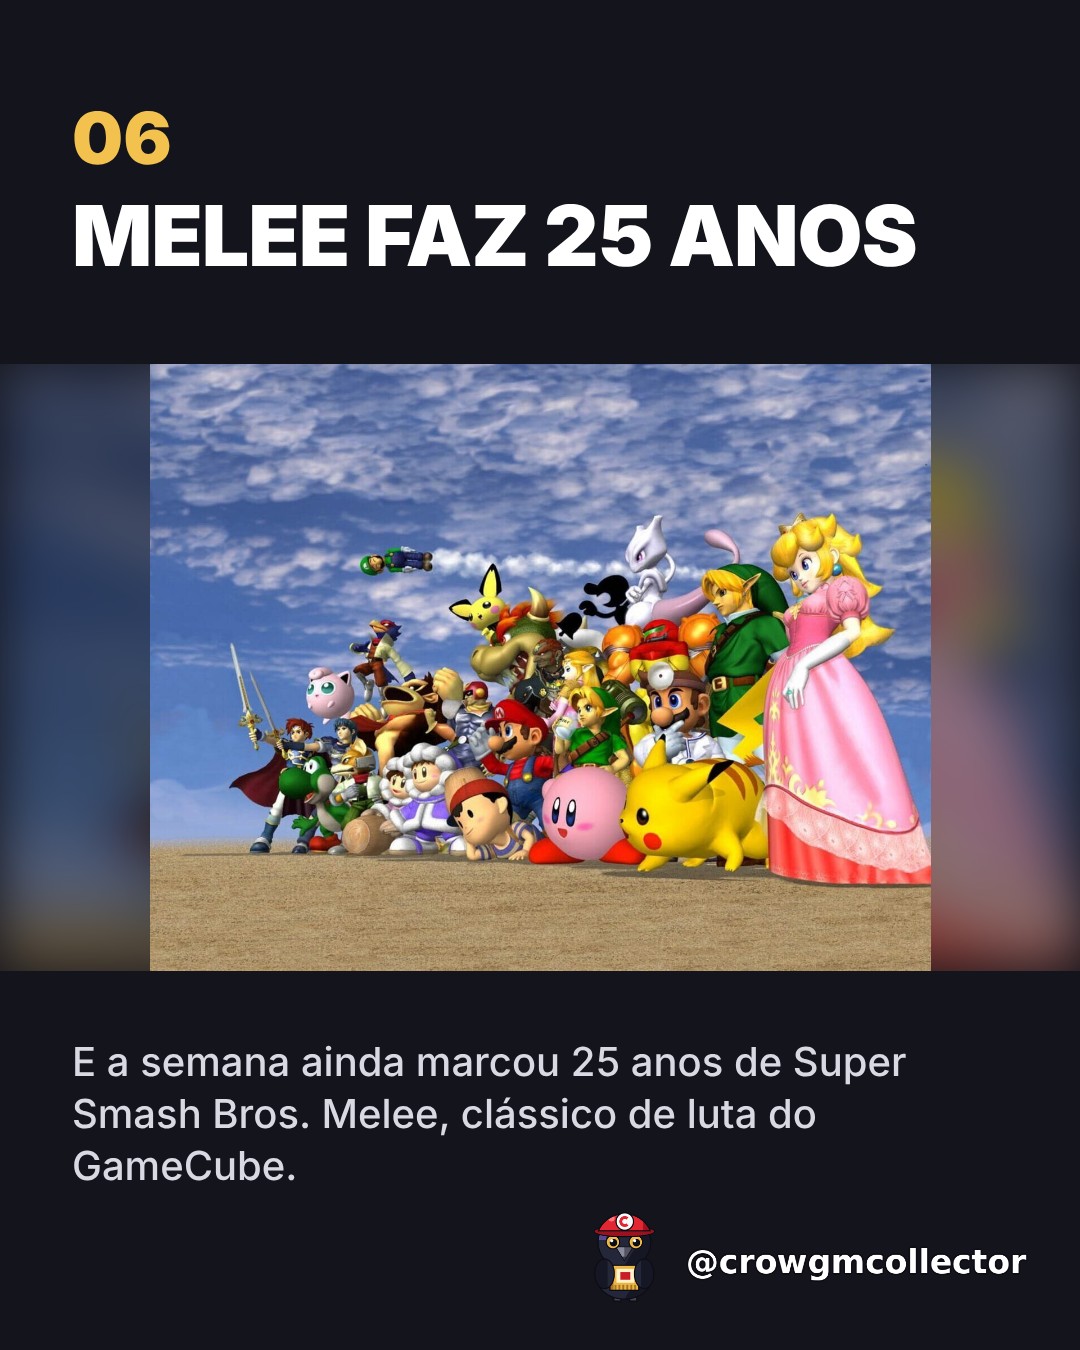 06
MELEE FAZ 25 ANOS
E a semana ainda marcou 25 anos de Super
Smash Bros. Melee, clássico de luta do
GameCube.
C
@crowgmcollector